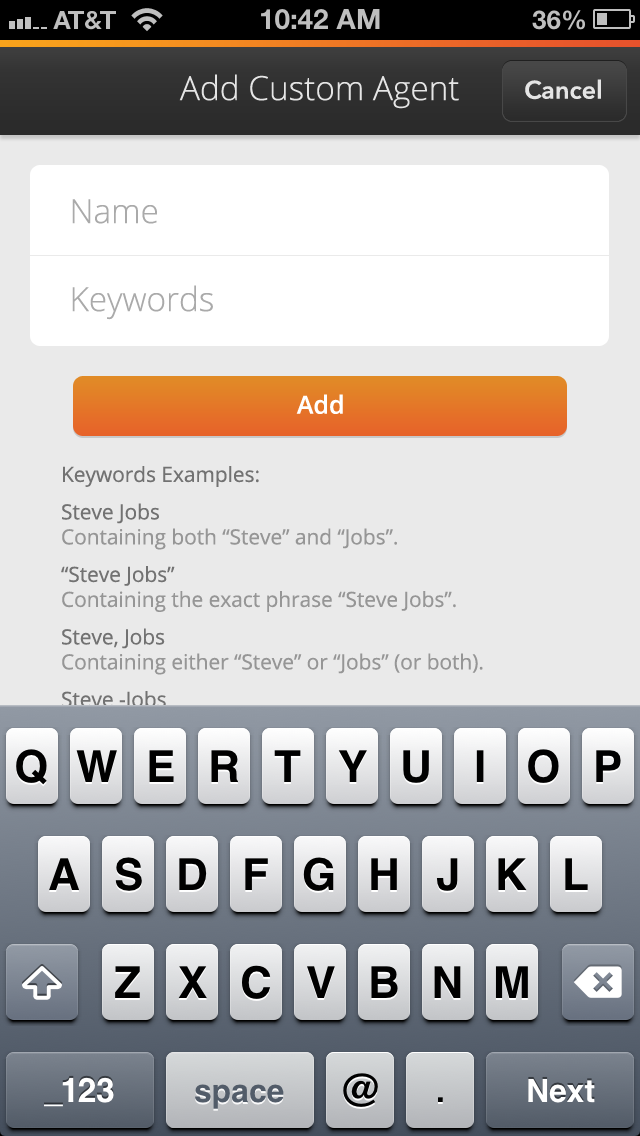 AT&T 10:42 AM 36%
Add Custom Agent Cancel
Name
Keywords
Add
Keywords Examples:
Steve Jobs
Containing both “Steve” and “Jobs”.
“Steve Jobs”
Containing the exact phrase “Steve Jobs”.
Steve, Jobs
Containing either “Steve” or “Jobs” (or both).
Steve -Jobs
Q W E R T Y U I O P
A S D F G H J K L
Z X C V B N M
_123 space @ . Next